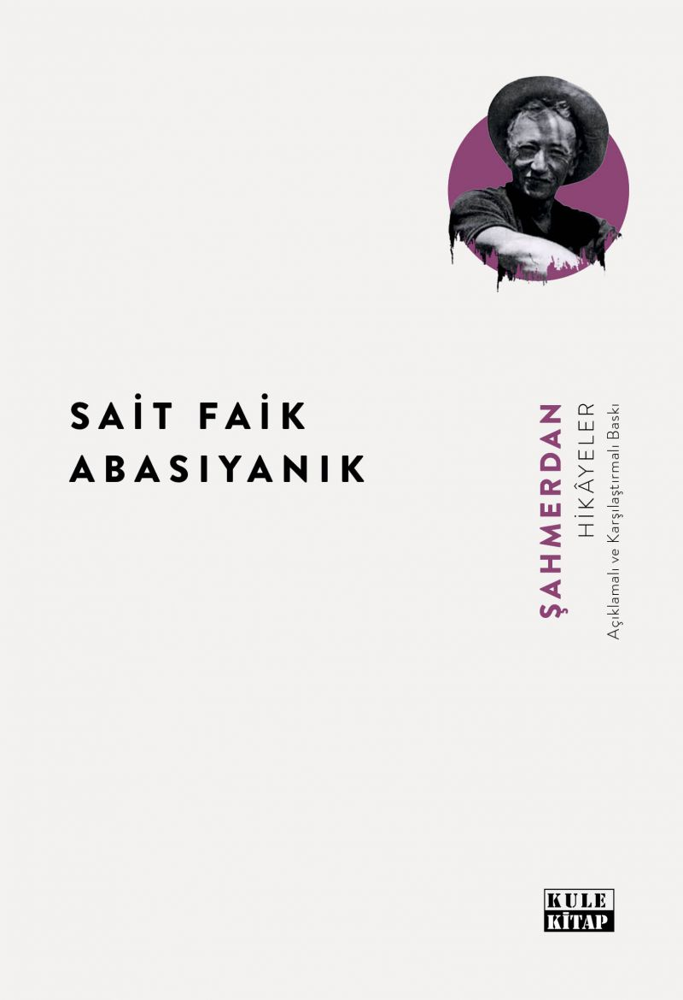 SAİT FAİK
ABASIYANIK
ŞAHMERDAN
HİKÂYELER
Açıklamalı ve Karşılaştırmalı Baskı
KULE
KİTAP